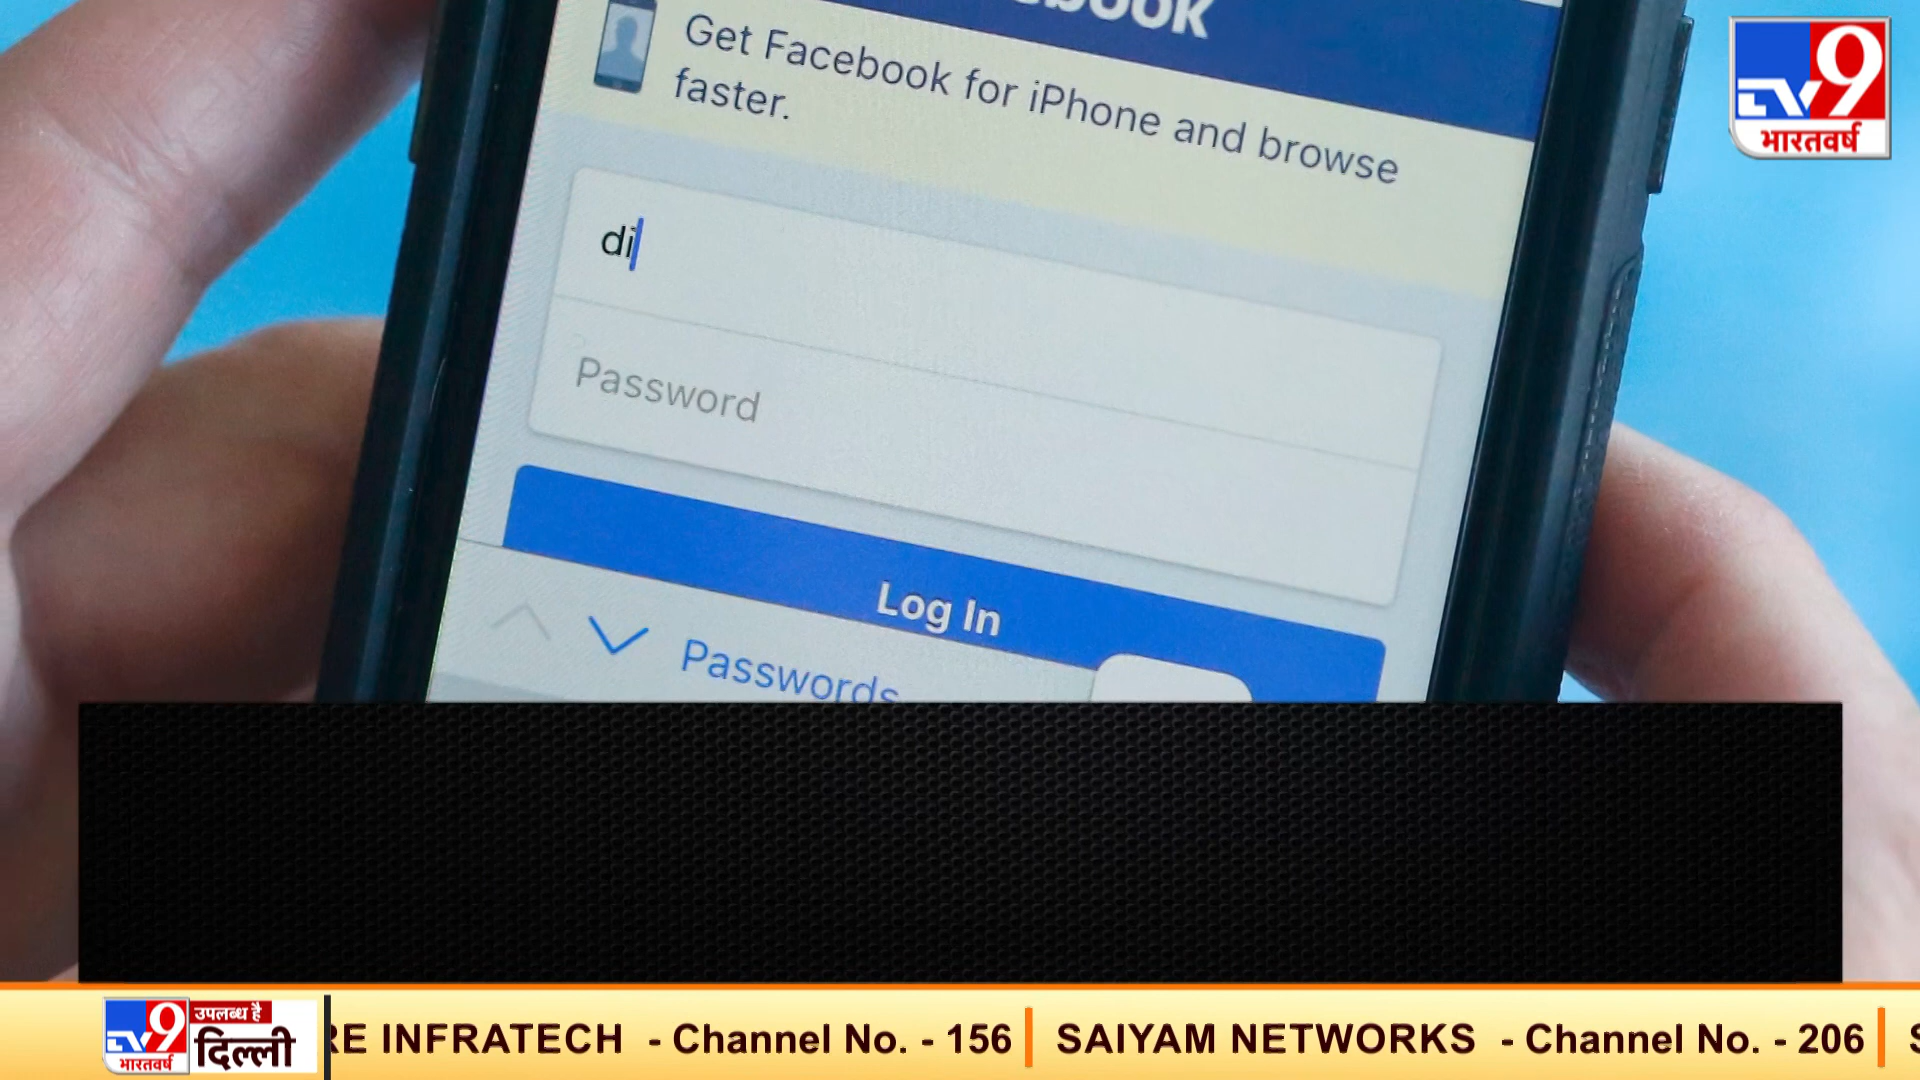 Get Facebook for iPhone and browse
faster.
di
Password
Log In
Passwords
TV9
भारतवर्ष
TV9
भारतवर्ष
उपलब्ध है
दिल्ली
RE INFRATECH - Channel No. - 156
SAIYAM NETWORKS - Channel No. - 206